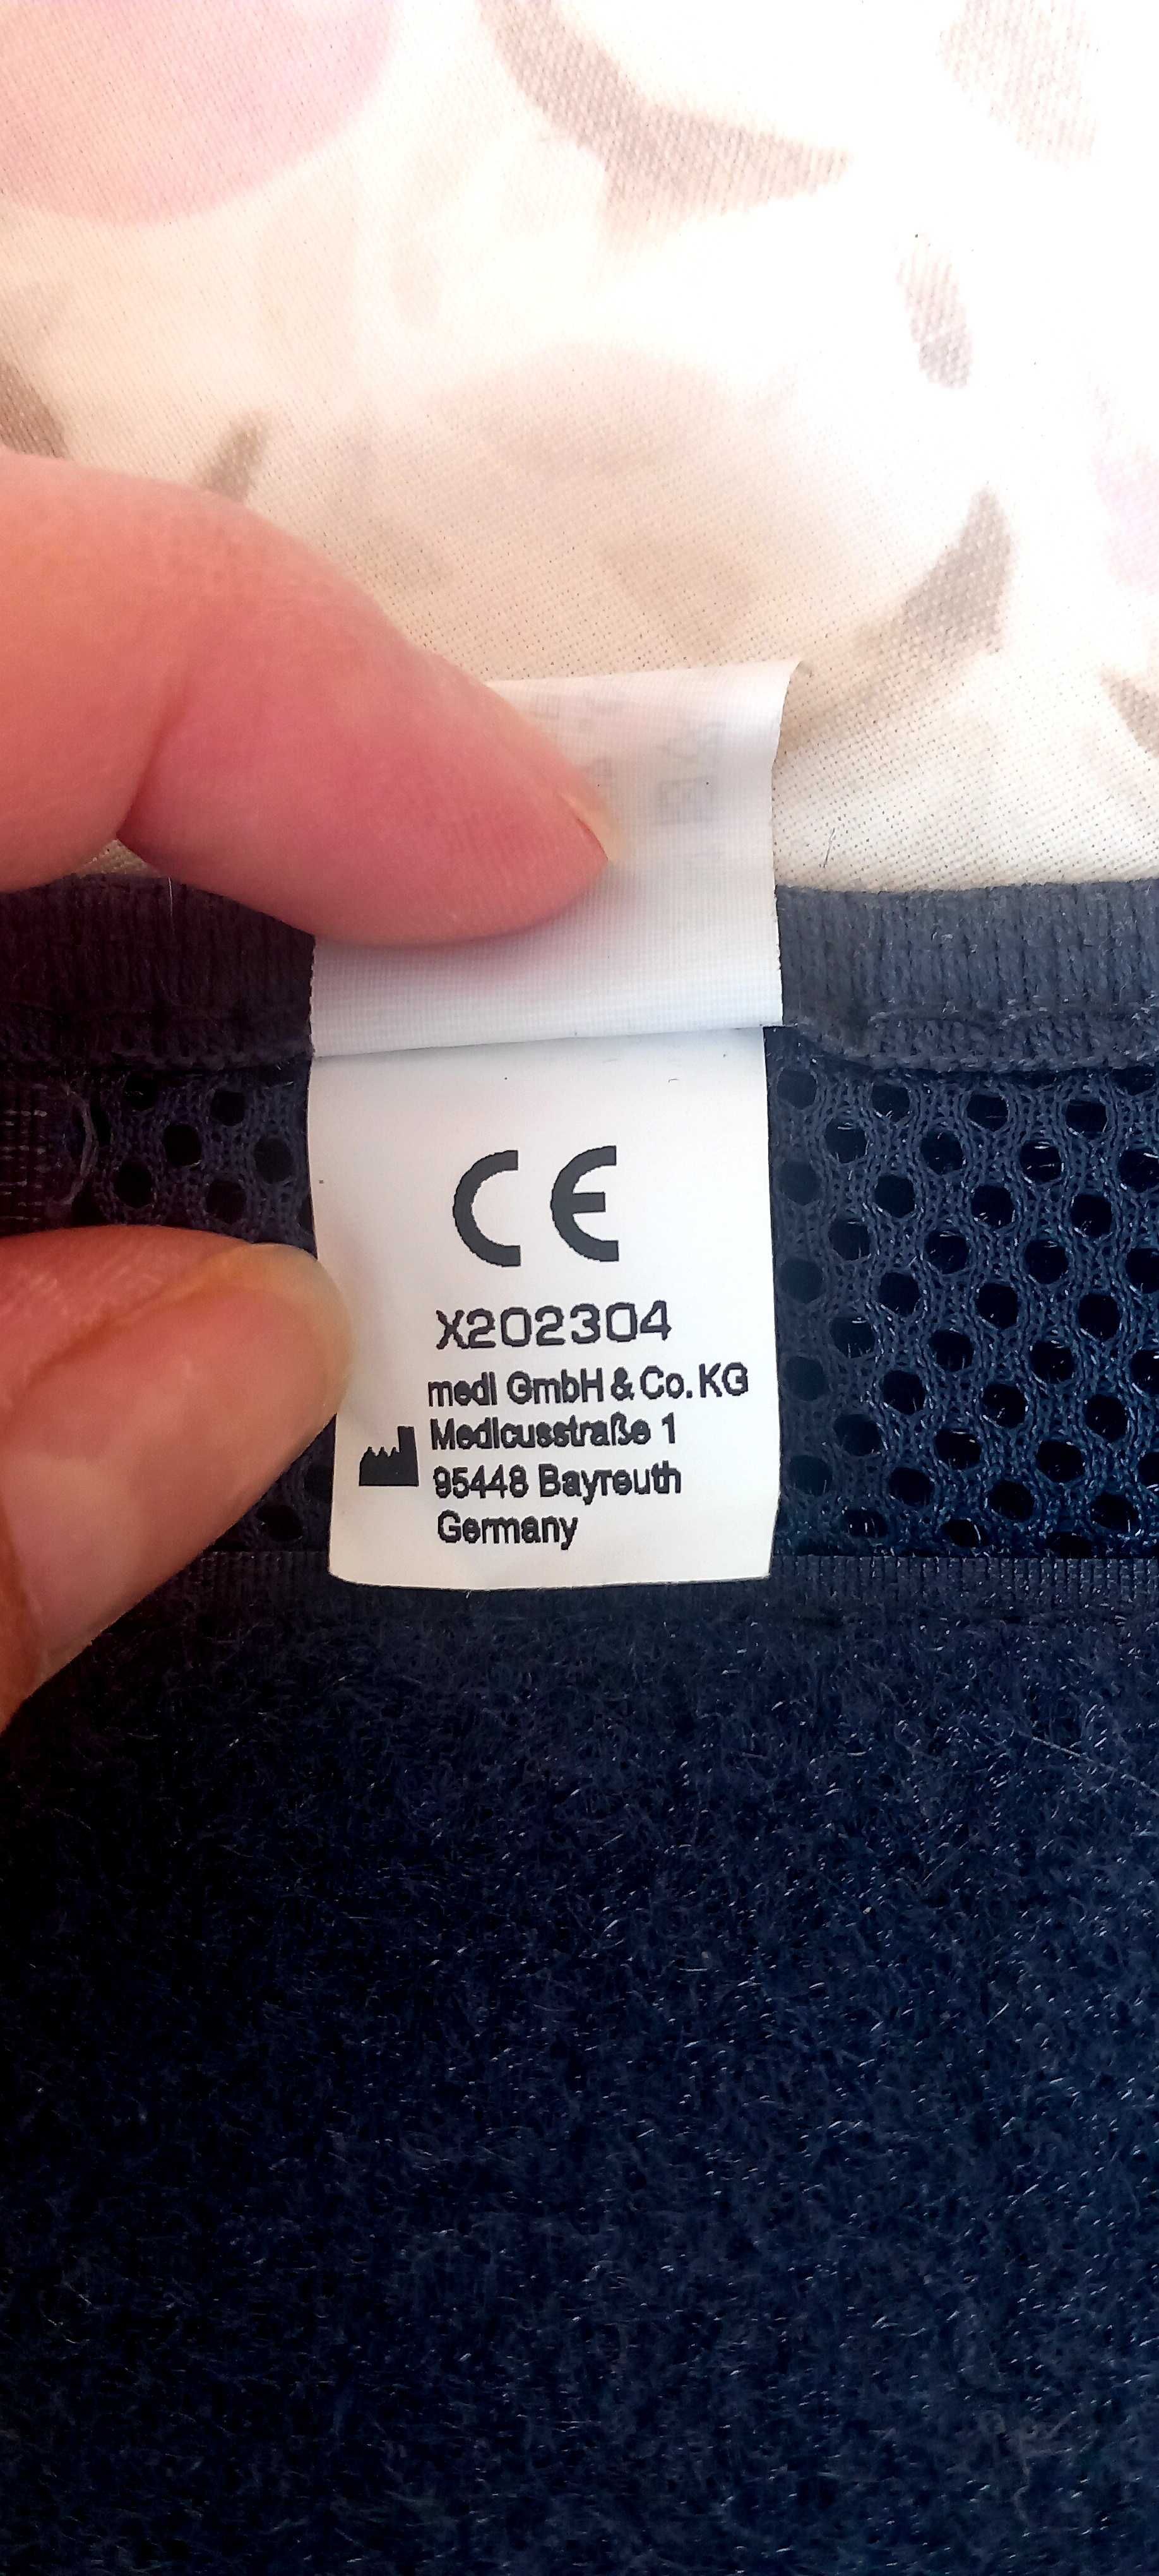 CE
X202304
medi GmbH & Co. KG
Medicusstraße 1
95448 Bayreuth
Germany